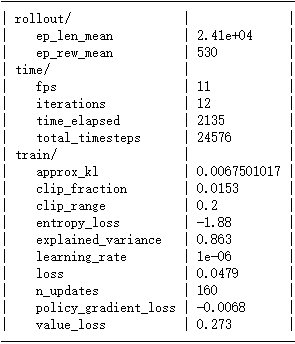 | rollout/ | |
| ep_len_mean | 2.41e+04 |
| ep_rew_mean | 530 |
| time/ | |
| fps | 11 |
| iterations | 12 |
| time_elapsed | 2135 |
| total_timesteps | 24576 |
| train/ | |
| approx_kl | 0.0067501017 |
| clip_fraction | 0.0153 |
| clip_range | 0.2 |
| entropy_loss | -1.88 |
| explained_variance | 0.863 |
| learning_rate | 1e-06 |
| loss | 0.0479 |
| n_updates | 160 |
| policy_gradient_loss | -0.0068 |
| value_loss | 0.273 |